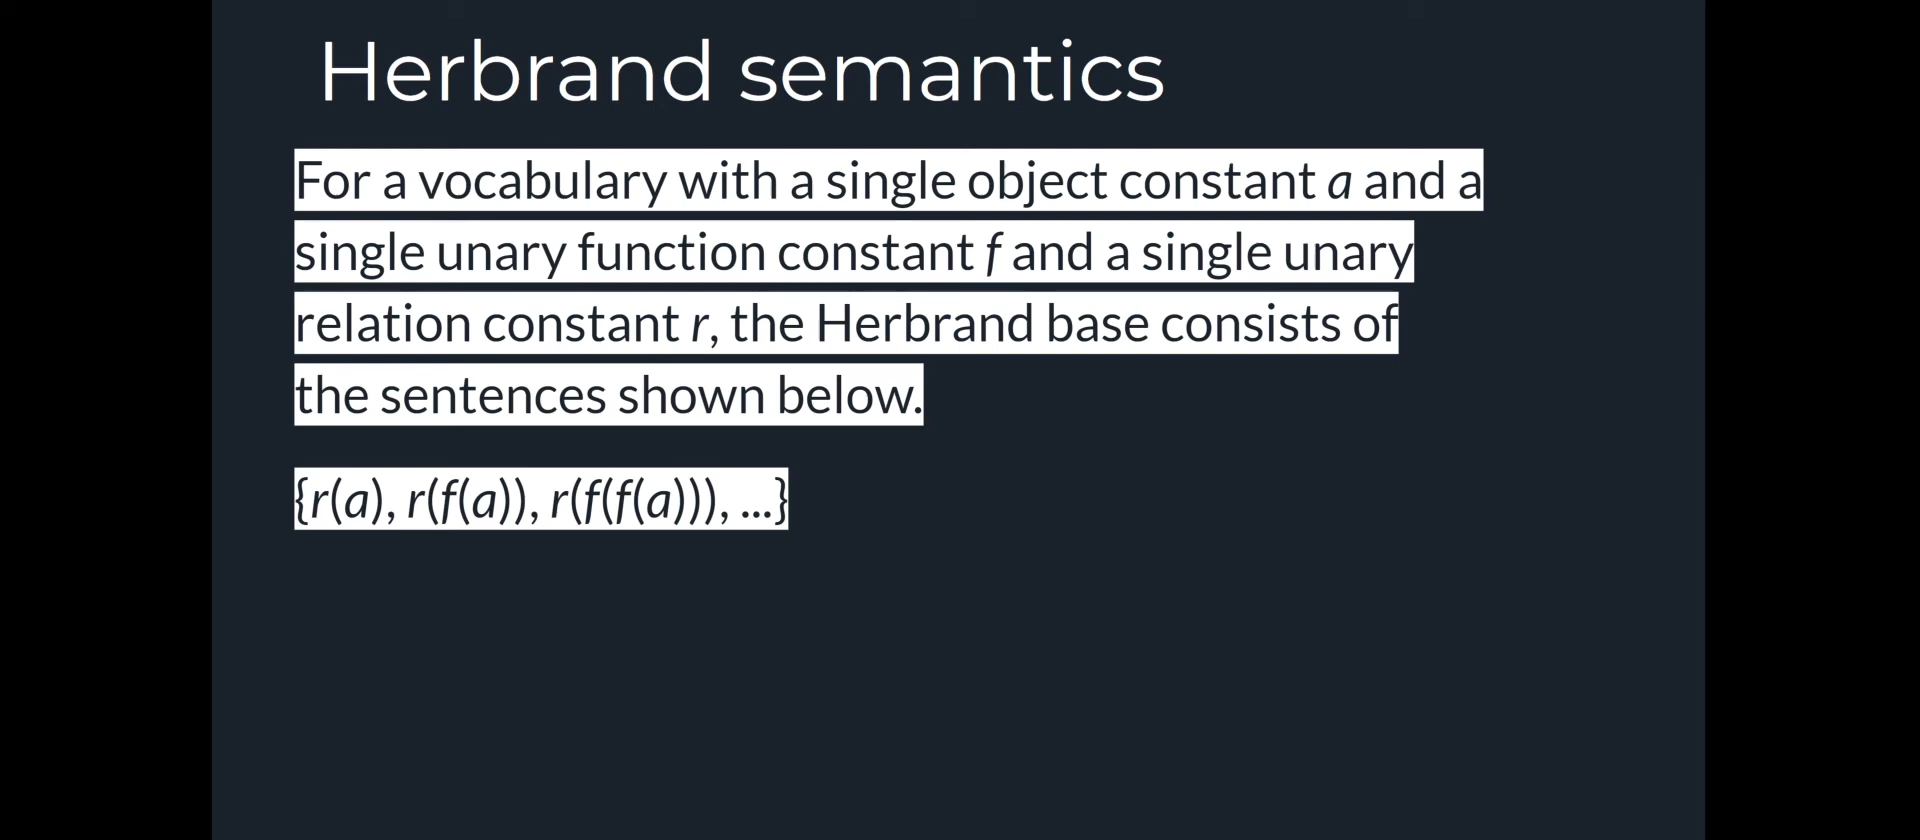 Herbrand semantics
For a vocabulary with a single object constant a and a
single unary function constant f and a single unary
relation constant r, the Herbrand base consists of
the sentences shown below.
{r(a), r(f(a)), r(f(f(a))), ...}